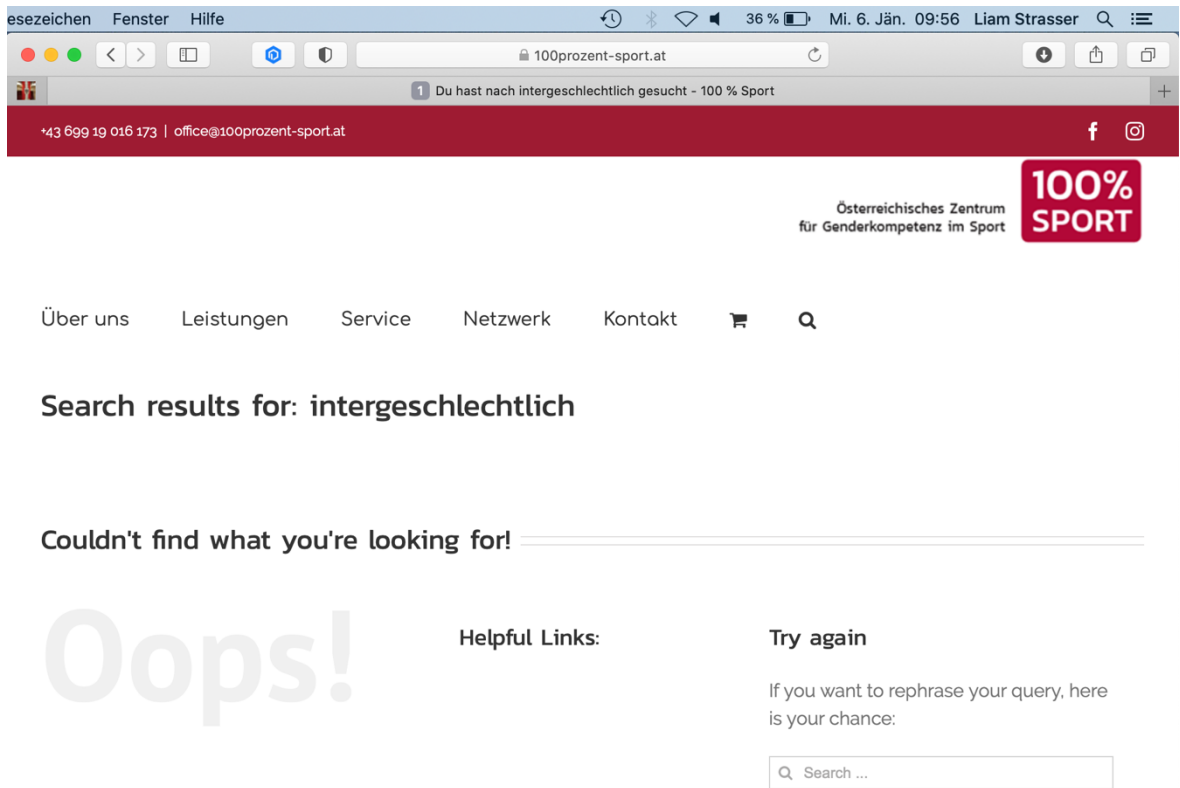 esezeichen Fenster Hilfe 36 % Mi. 6. Jän. 09:56 Liam Strasser
100prozent-sport.at
1 Du hast nach intergeschlechtlich gesucht - 100 % Sport
+43 699 19 016 173 | office@100prozent-sport.at
Österreichisches Zentrum
für Genderkompetenz im Sport
100%
SPORT
Über uns Leistungen Service Netzwerk Kontakt
Search results for: intergeschlechtlich
Couldn't find what you're looking for!
Oops!
Helpful Links:
Try again
If you want to rephrase your query, here
is your chance:
Search ...